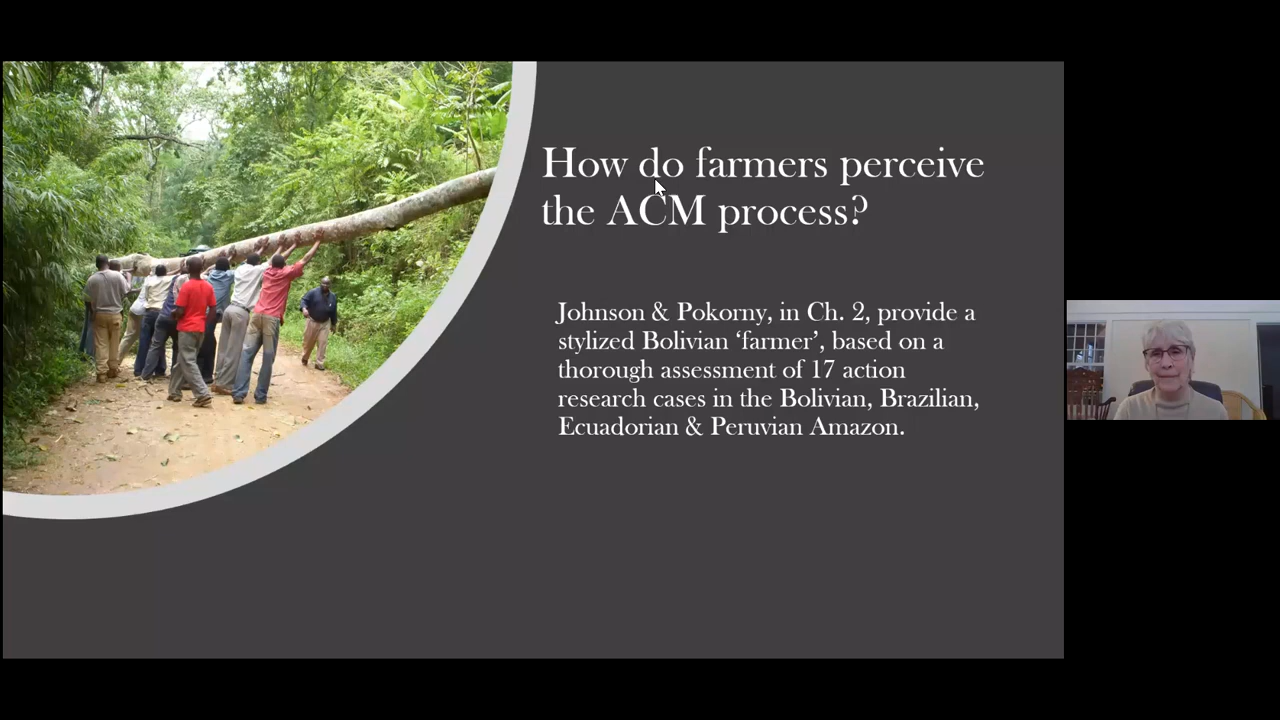 How do farmers perceive
the ACM process?
Johnson & Pokorny, in Ch. 2, provide a
stylized Bolivian ‘farmer’, based on a
thorough assessment of 17 action
research cases in the Bolivian, Brazilian,
Ecuadorian & Peruvian Amazon.